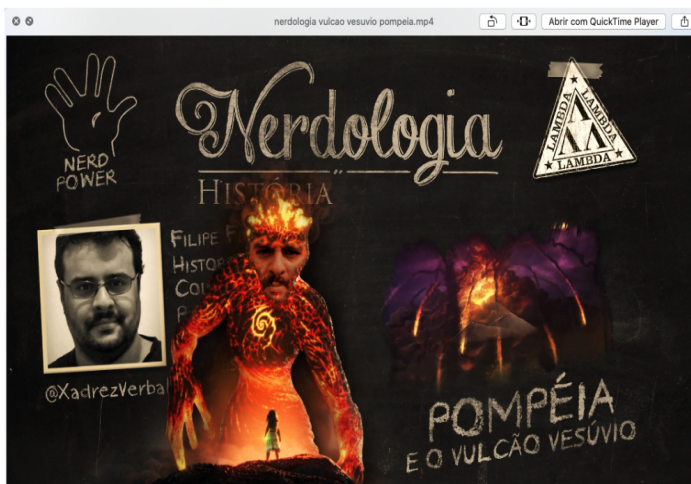 nerdologia vulcao vesuvio pompeia.mp4
Abrir com QuickTime Player
Nerdologia
HISTÓRIA
NERD
POWER
LAMBDA
LAMBDA
LAMBDA
FILIPE
@XadrezVerbal
POMPÉIA
E O VULCÃO VESÚVIO